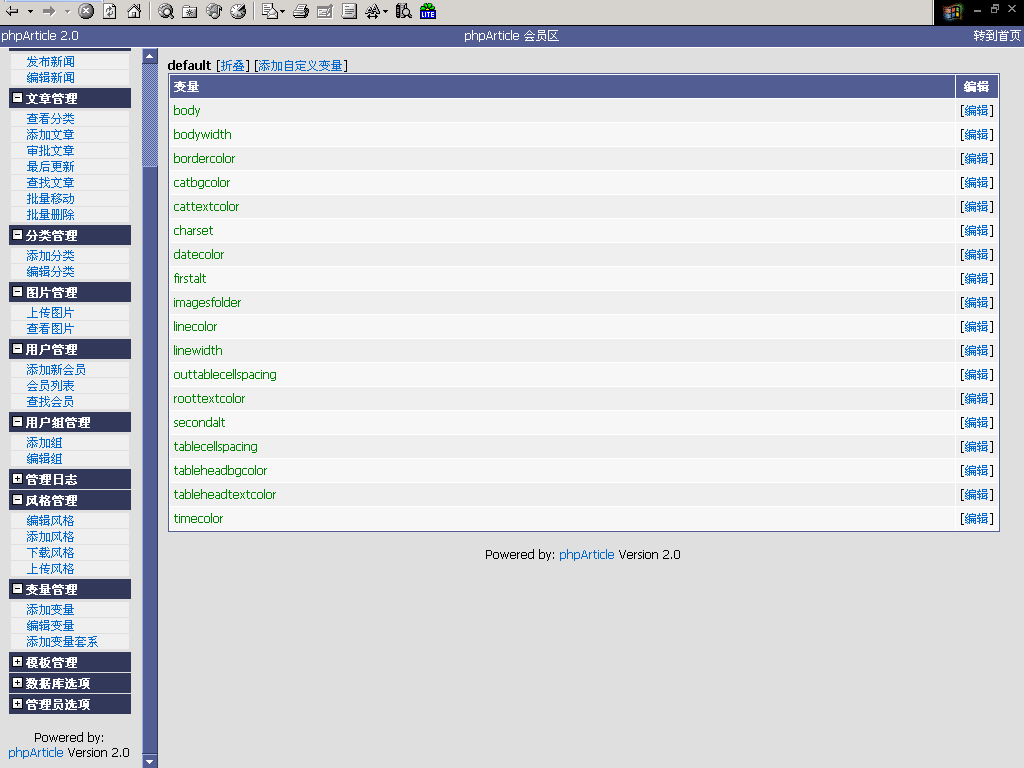 LITE
phpArticle 2.0
phpArticle 会员区
转到首页
发布新闻
编辑新闻
文章管理
查看分类
添加文章
审批文章
最后更新
查找文章
批量移动
批量删除
分类管理
添加分类
编辑分类
图片管理
上传图片
查看图片
用户管理
添加新会员
会员列表
查找会员
用户组管理
添加组
编辑组
管理日志
风格管理
编辑风格
添加风格
下载风格
上传风格
变量管理
添加变量
编辑变量
添加变量套系
模板管理
数据库选项
管理员选项
Powered by:
phpArticle Version 2.0
default [折叠] [添加自定义变量]
变量 编辑
body [编辑]
bodywidth [编辑]
bordercolor [编辑]
catbgcolor [编辑]
cattextcolor [编辑]
charset [编辑]
datecolor [编辑]
firstalt [编辑]
imagesfolder [编辑]
linecolor [编辑]
linewidth [编辑]
outtablecellspacing [编辑]
roottextcolor [编辑]
secondalt [编辑]
tablecellspacing [编辑]
tableheadbgcolor [编辑]
tableheadtextcolor [编辑]
timecolor [编辑]
Powered by: phpArticle Version 2.0